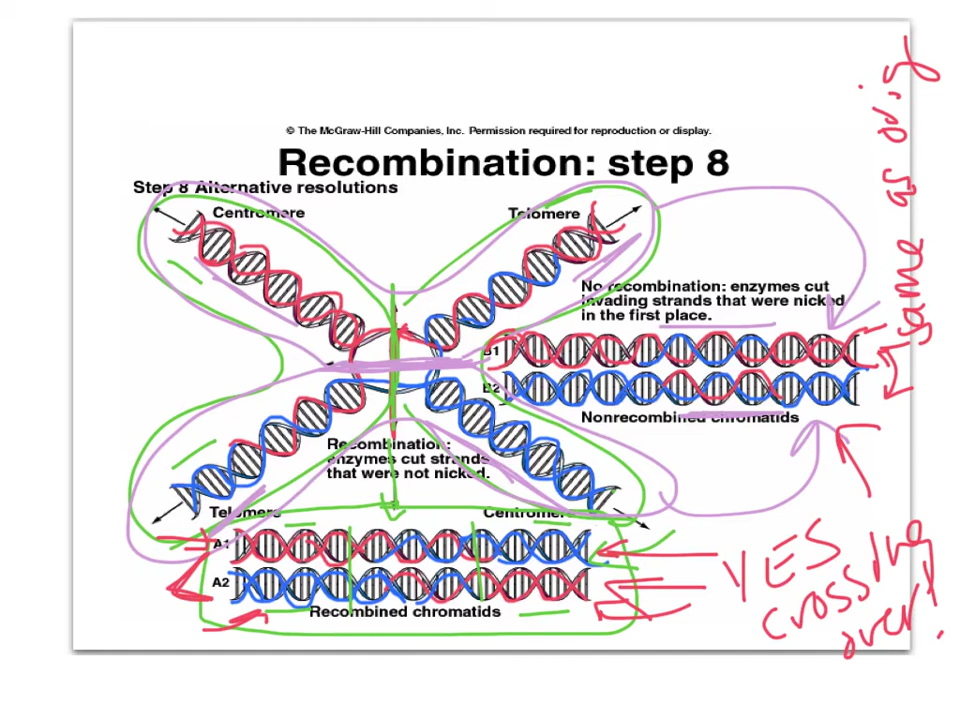 © The McGraw-Hill Companies, Inc. Permission required for reproduction or display.
Recombination: step 8
Step 8 Alternative resolutions
Centromere
Telomere
No recombination: enzymes cut
invading strands that were nicked
in the first place.
B1
B2
Nonrecombined chromatids
Recombination:
enzymes cut strands
that were not nicked.
Telomere
Centromere
A1
A2
Recombined chromatids
same as orig
YES
crossing
over!